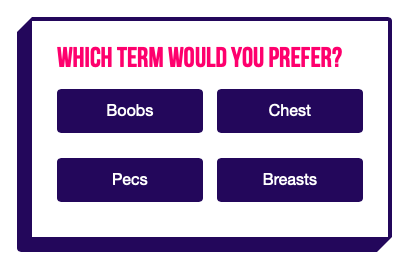 WHICH TERM WOULD YOU PREFER?
Boobs
Chest
Pecs
Breasts